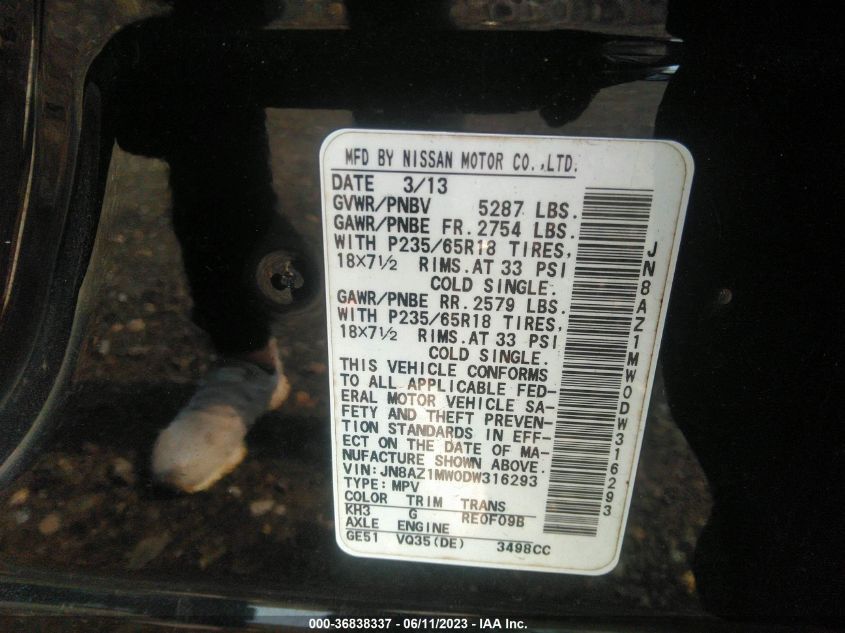 MFD BY NISSAN MOTOR CO.,LTD.
DATE 3/13
GVWR/PNBV 5287 LBS.
GAWR/PNBE FR. 2754 LBS.
WITH P235/65R18 TIRES,
18×7½ RIMS. AT 33 PSI
COLD SINGLE.
GAWR/PNBE RR. 2579 LBS.
WITH P235/65R18 TIRES,
18×7½ RIMS. AT 33 PSI
COLD SINGLE.
THIS VEHICLE CONFORMS
TO ALL APPLICABLE FED-
ERAL MOTOR VEHICLE SA-
FETY AND THEFT PREVEN-
TION STANDARDS IN EFF-
ECT ON THE DATE OF MA-
NUFACTURE SHOWN ABOVE.
VIN: JN8AZ1MW0DW316293
TYPE: MPV
COLOR TRIM TRANS
KH3 G RE0F09B
AXLE ENGINE
GE51 VQ35(DE) 3498CC
JN8AZ1MW0DW316293
000-36838337 - 06/11/2023 - IAA Inc.